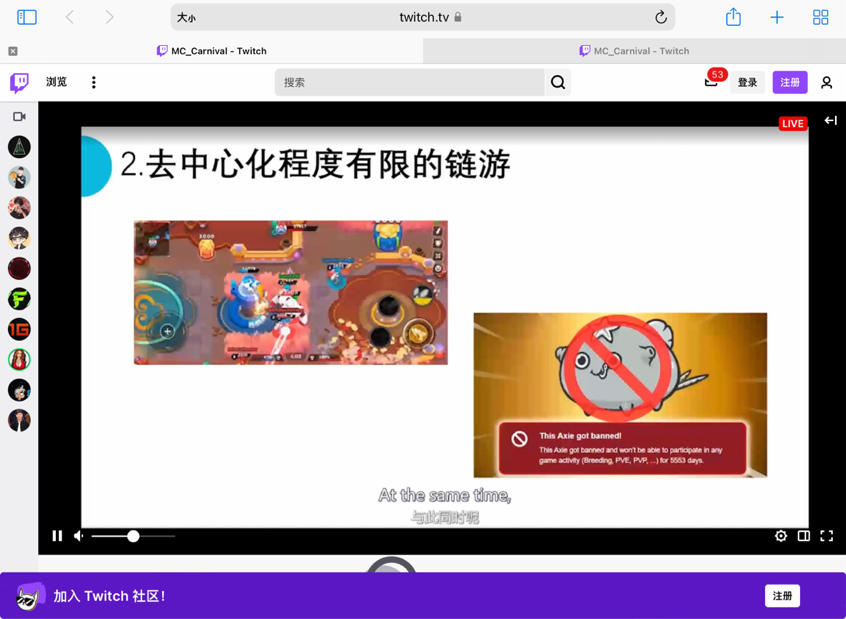 大小
twitch.tv
MC_Carnival - Twitch
MC_Carnival - Twitch
浏览
搜索
53
登录
注册
LIVE
2.去中心化程度有限的链游
This Axie got banned!
This Axie got banned and won't be able to participate in any
game activity (Breeding, PVE, PVP, ...) for 5553 days.
At the same time,
与此同时呢
加入 Twitch 社区！
注册